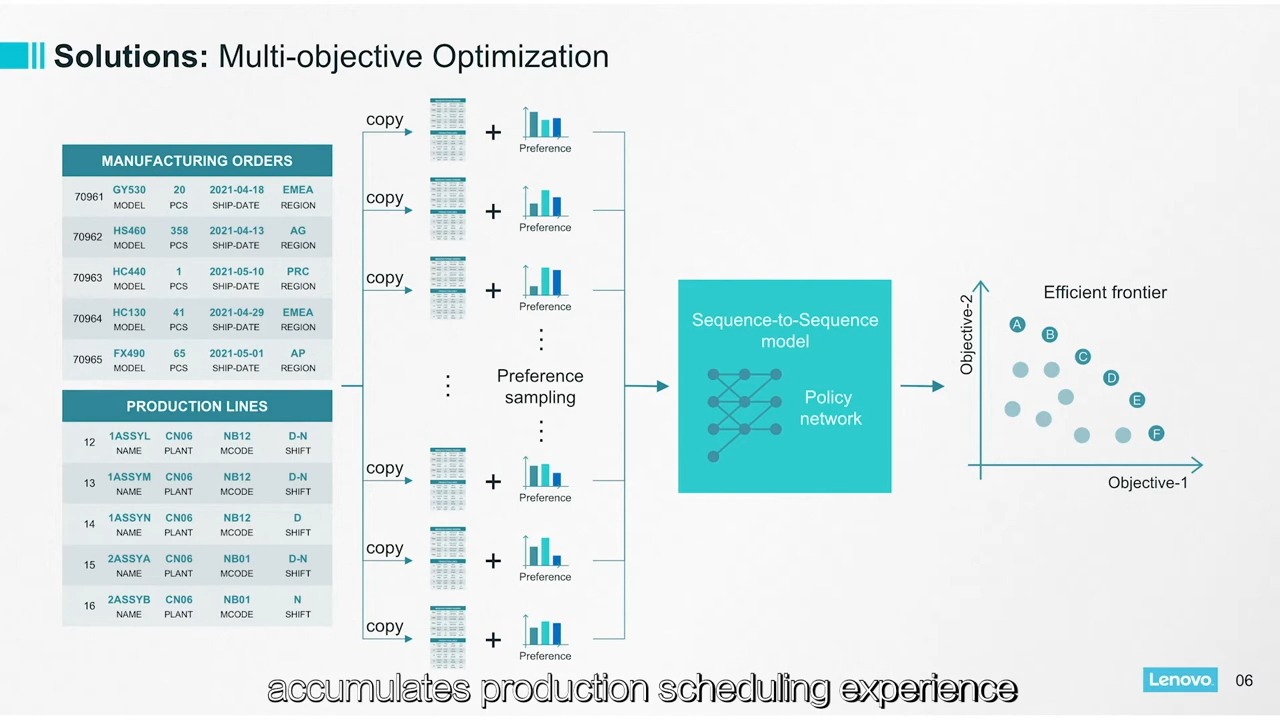 Solutions: Multi-objective Optimization
MANUFACTURING ORDERS
70961 GY530 20 2021-04-18 EMEA
MODEL SHIP-DATE REGION
70962 HS460 358 2021-04-13 AG
MODEL SHIP-DATE REGION
70963 HC440 1 2021-05-10 PRC
MODEL PCS SHIP-DATE REGION
70964 HC130 41 2021-04-29 EMEA
MODEL PCS SHIP-DATE REGION
70965 FX490 65 2021-05-01 AP
MODEL PCS SHIP-DATE REGION
PRODUCTION LINES
12 1ASSYL CN06 NB12 D-N
NAME PLANT MCODE SHIFT
13 1ASSYM CN06 NB12 D-N
NAME PLANT MCODE SHIFT
14 1ASSYN CN06 NB12 D
NAME PLANT MCODE SHIFT
15 2ASSYA CN06 NB01 D-N
NAME PLANT MCODE SHIFT
16 2ASSYB CN06 NB01 N
NAME PLANT MCODE SHIFT
copy
+
Preference
copy
+
Preference
copy
+
Preference
Preference
sampling
copy
+
Preference
copy
+
Preference
copy
+
Preference
Sequence-to-Sequence
model
Policy
network
Efficient frontier
Objective-2
A
B
C
D
E
F
Objective-1
accumulates production scheduling experience
Lenovo 06